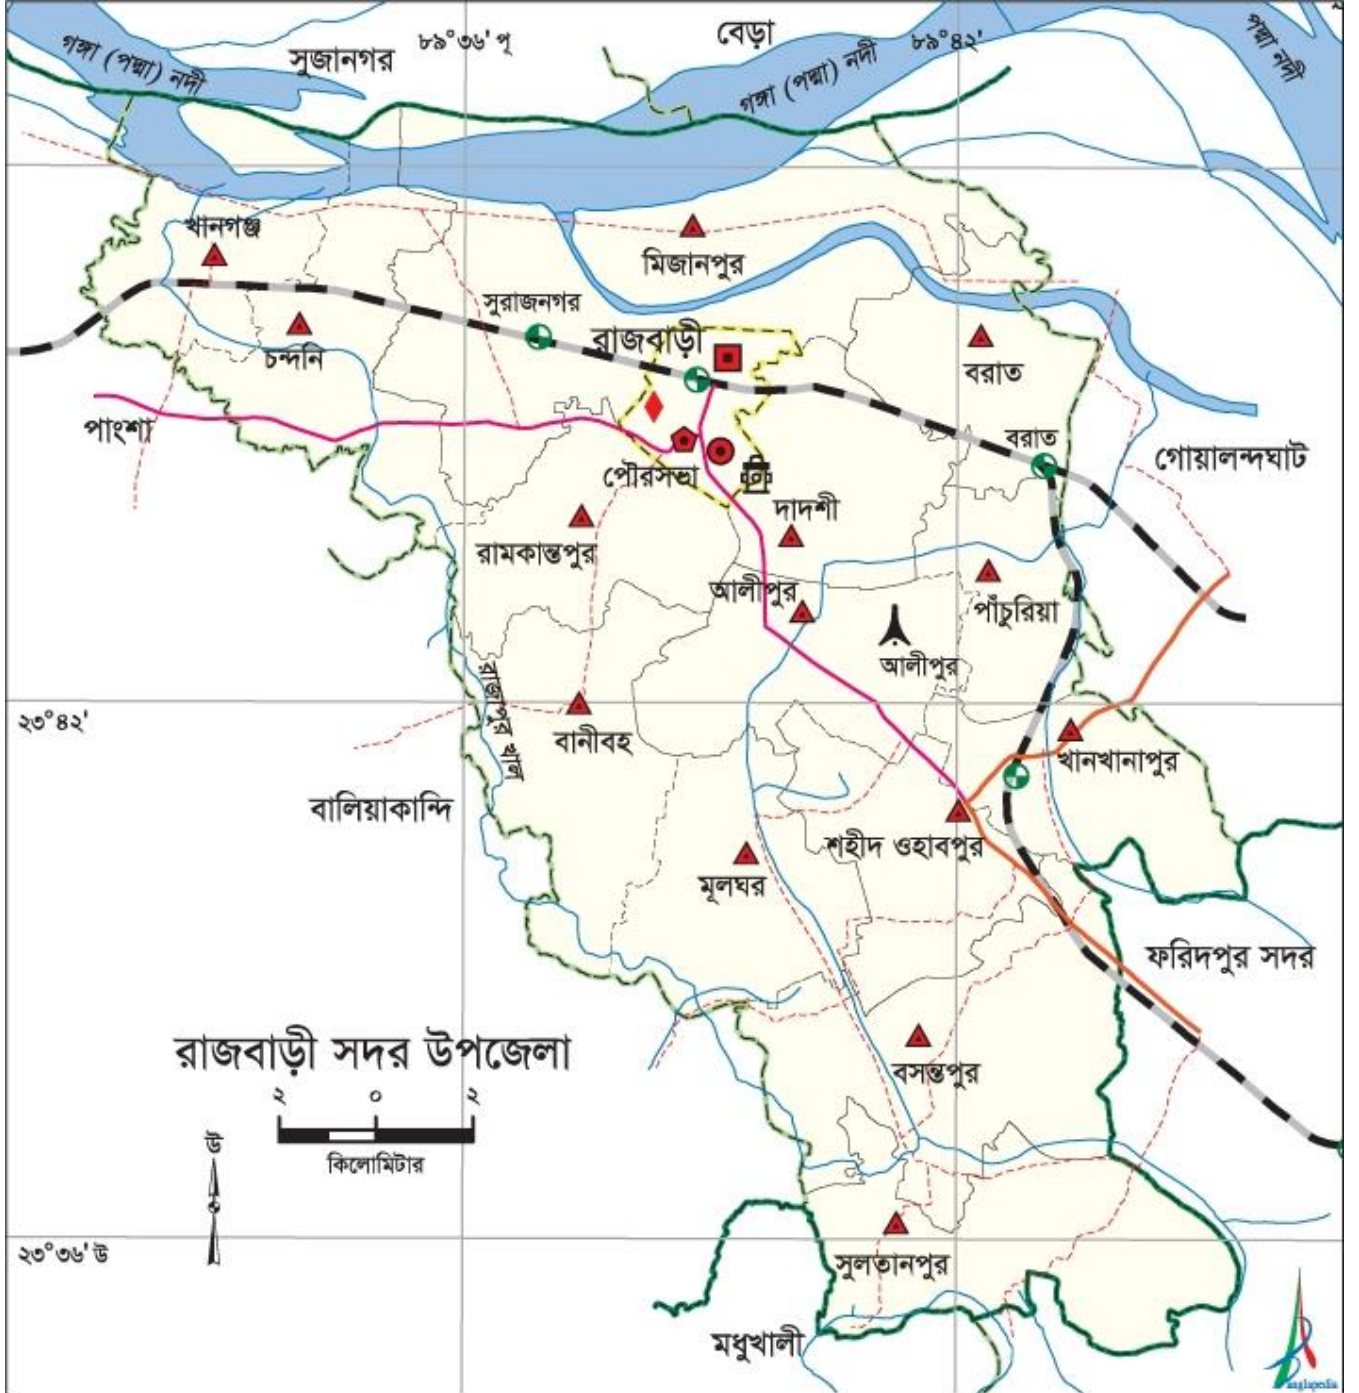 ৮৯°৩৬' পূ
৮৯°৪২'
সুজানগর
বেড়া
গঙ্গা (পদ্মা) নদী
গঙ্গা (পদ্মা) নদী
পদ্মা নদী
খানগঞ্জ
মিজানপুর
সুরাজনগর
রাজবাড়ী
চন্দনি
বরাত
পাংশা
বরাত
গোয়ালন্দঘাট
পৌরসভা
দাদশী
রামকান্তপুর
আলীপুর
পাঁচুরিয়া
আলীপুর
রাজাপুর খাল
২৩°৪২'
বানীবহ
খানখানাপুর
বালিয়াকান্দি
শহীদ ওহাবপুর
মূলঘর
ফরিদপুর সদর
রাজবাড়ী সদর উপজেলা
২ ০ ২
কিলোমিটার
উ
বসন্তপুর
২৩°৩৬' উ
সুলতানপুর
মধুখালী
anglapedia